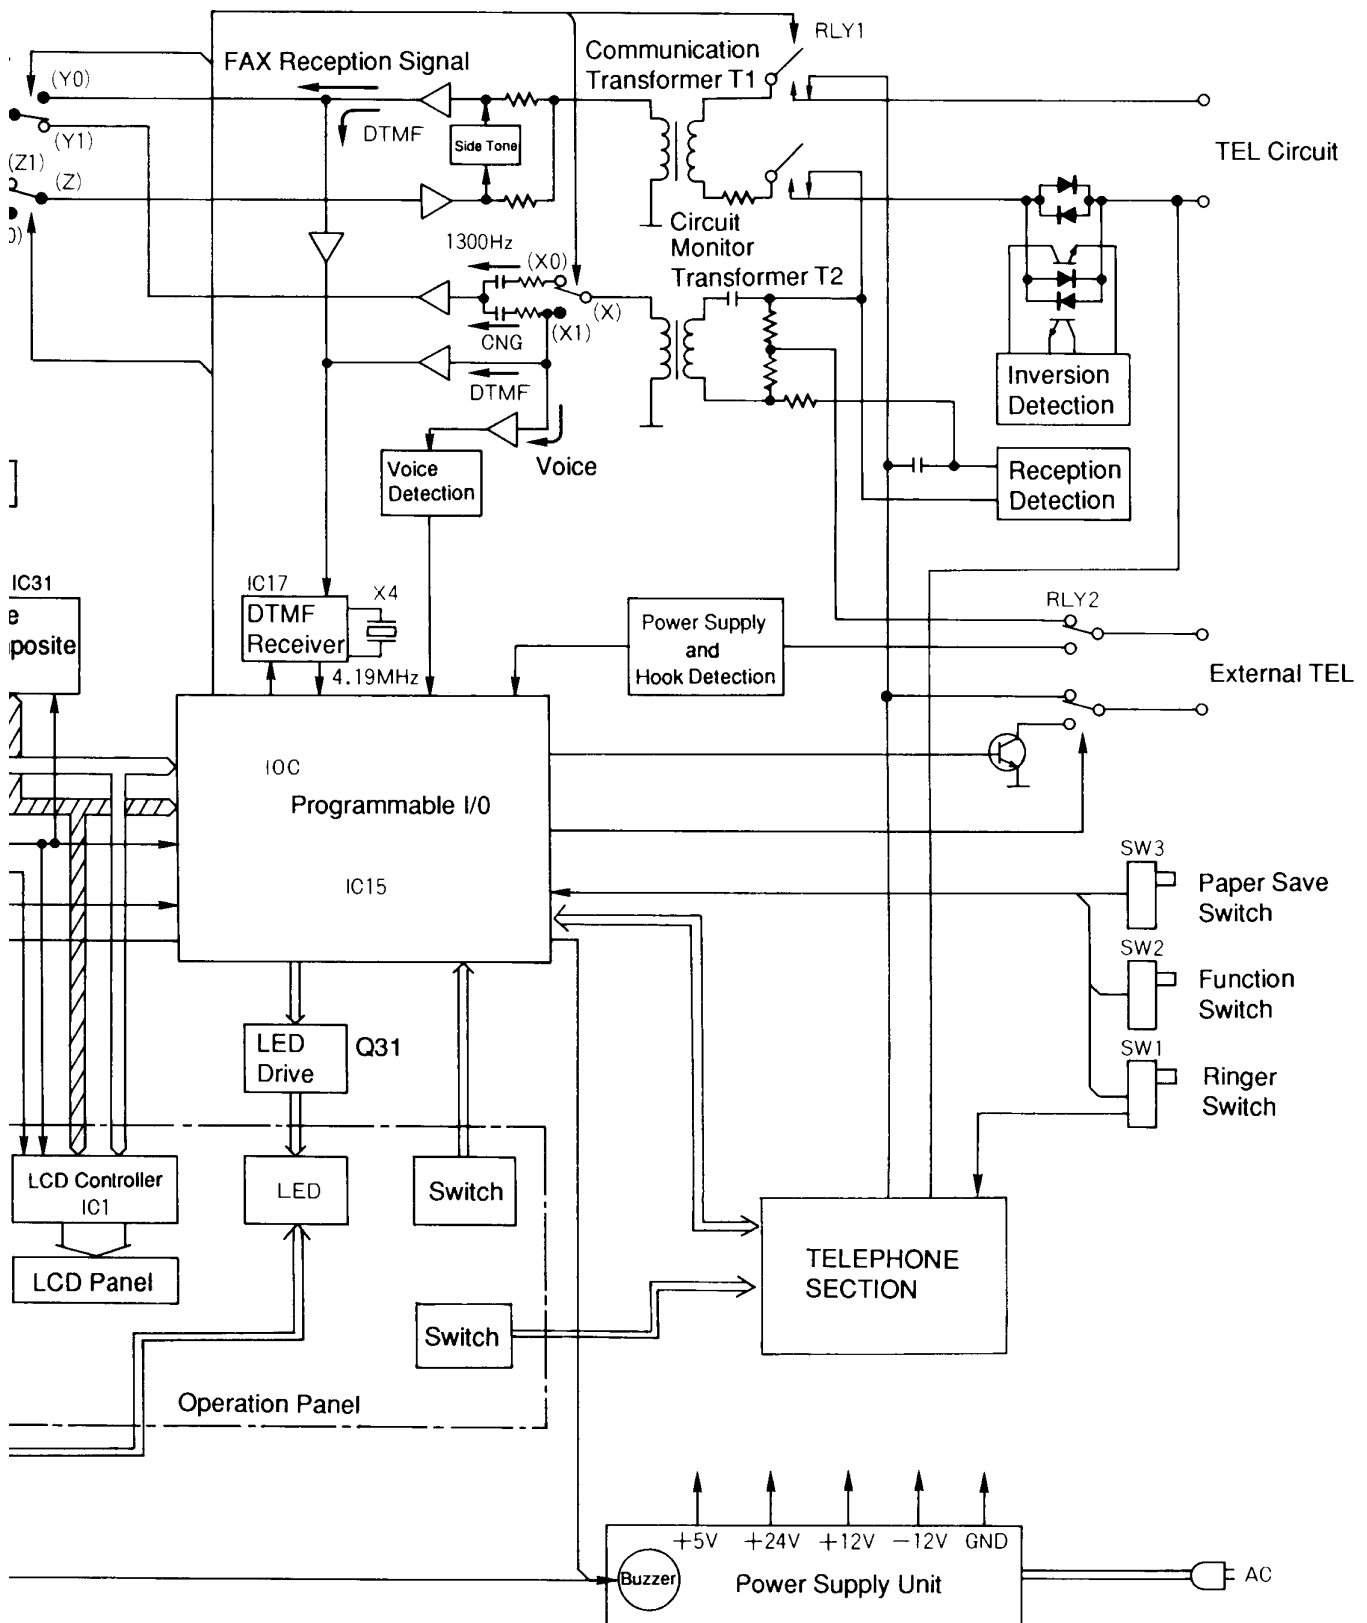 RLY1
Communication
Transformer T1
FAX Reception Signal
(Y0)
DTMF
Side Tone
(Y1)
(Z1)
(Z)
0)
TEL Circuit
Circuit
Monitor
Transformer T2
1300Hz
(X0)
(X)
(X1)
CNG
DTMF
Inversion
Detection
Voice
Voice
Detection
Reception
Detection
IC31
e
posite
IC17
DTMF
Receiver
X4
4.19MHz
Power Supply
and
Hook Detection
RLY2
External TEL
IOC
Programmable I/0
IC15
SW3
Paper Save
Switch
SW2
Function
Switch
SW1
Ringer
Switch
LED
Drive
Q31
LCD Controller
IC1
LED
Switch
LCD Panel
Switch
TELEPHONE
SECTION
Operation Panel
+5V
+24V
+12V
−12V
GND
Buzzer
Power Supply Unit
AC